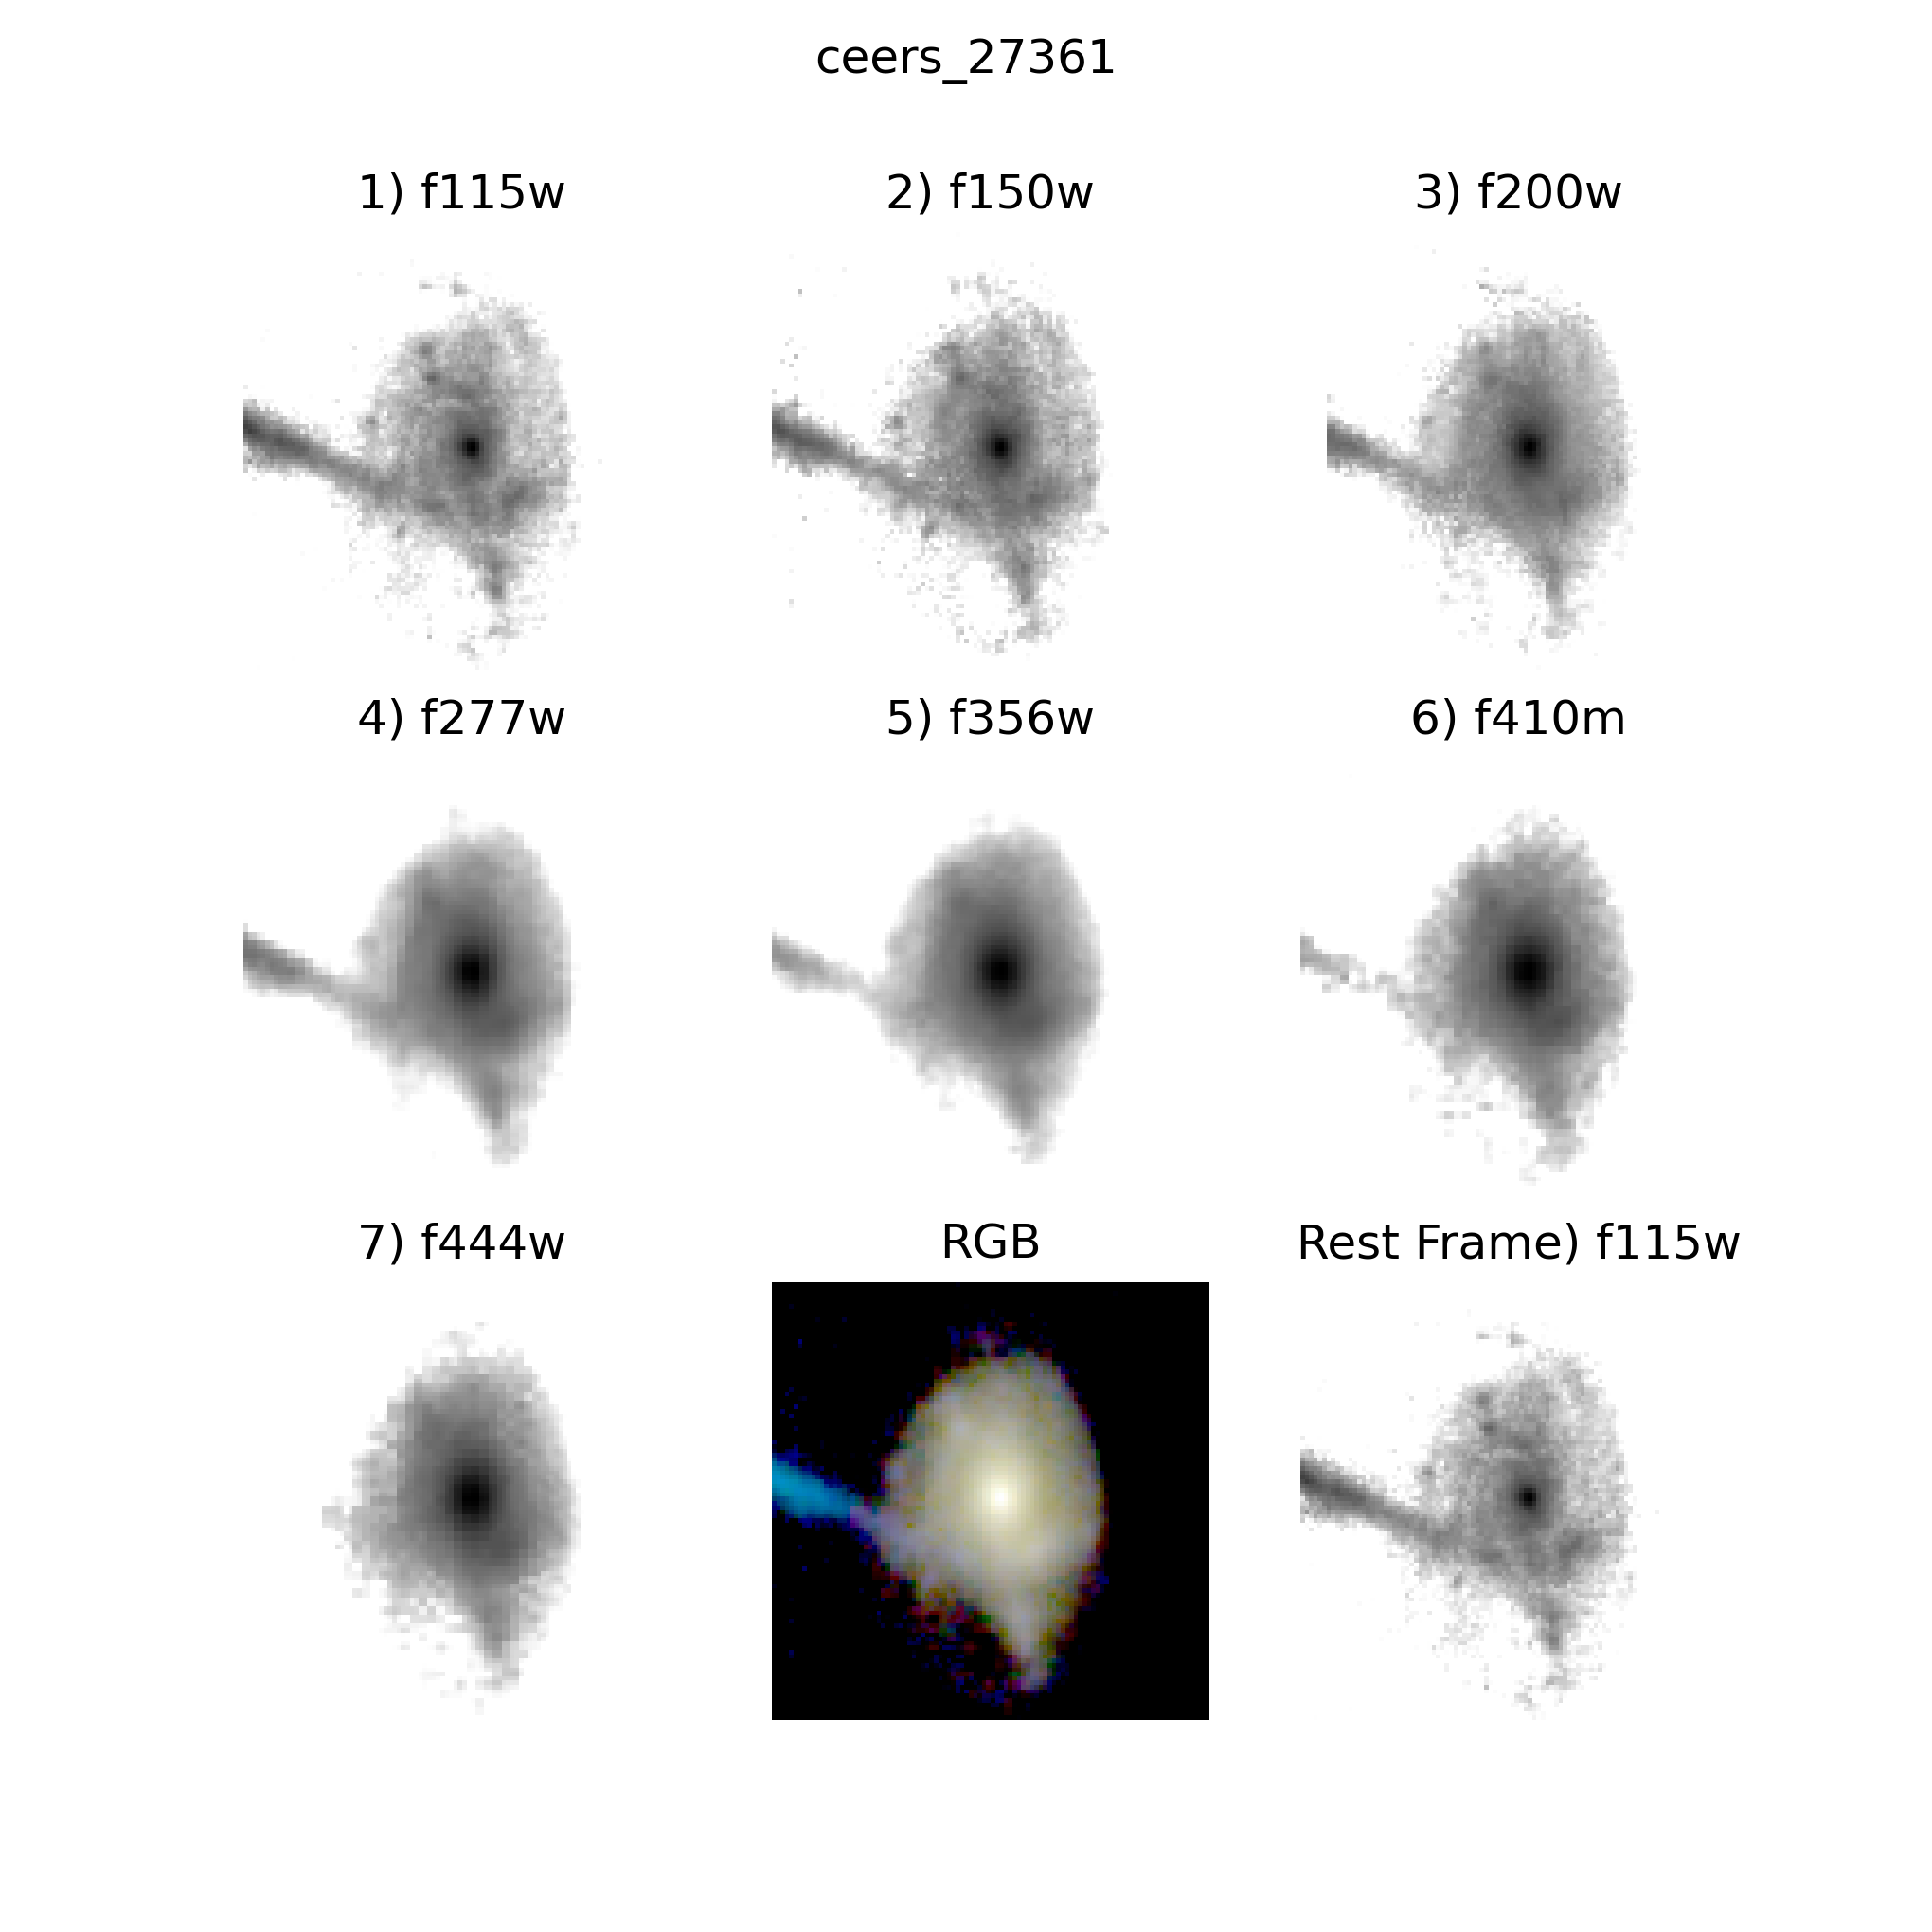 ceers_27361
1) f115w
2) f150w
3) f200w
4) f277w
5) f356w
6) f410m
7) f444w
RGB
Rest Frame) f115w